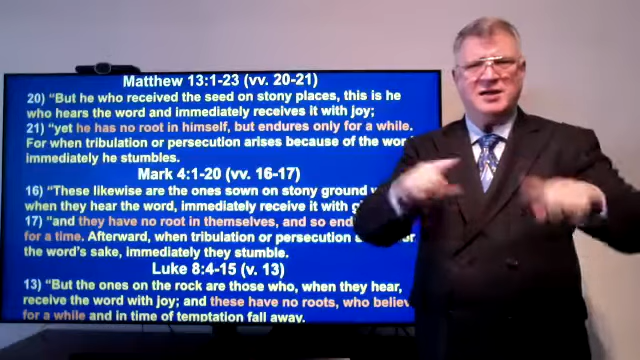 Matthew 13:1-23 (vv. 20-21)
20) “But he who received the seed on stony places, this is he
who hears the word and immediately receives it with joy;
21) “yet he has no root in himself, but endures only for a while.
For when tribulation or persecution arises because of the wor
immediately he stumbles.
Mark 4:1-20 (vv. 16-17)
16) “These likewise are the ones sown on stony ground
when they hear the word, immediately receive it with
17) “and they have no root in themselves, and so end
for a time. Afterward, when tribulation or persecution
the word’s sake, immediately they stumble.
Luke 8:4-15 (v. 13)
13) “But the ones on the rock are those who, when they hear,
receive the word with joy; and these have no roots, who believ
for a while and in time of temptation fall away.